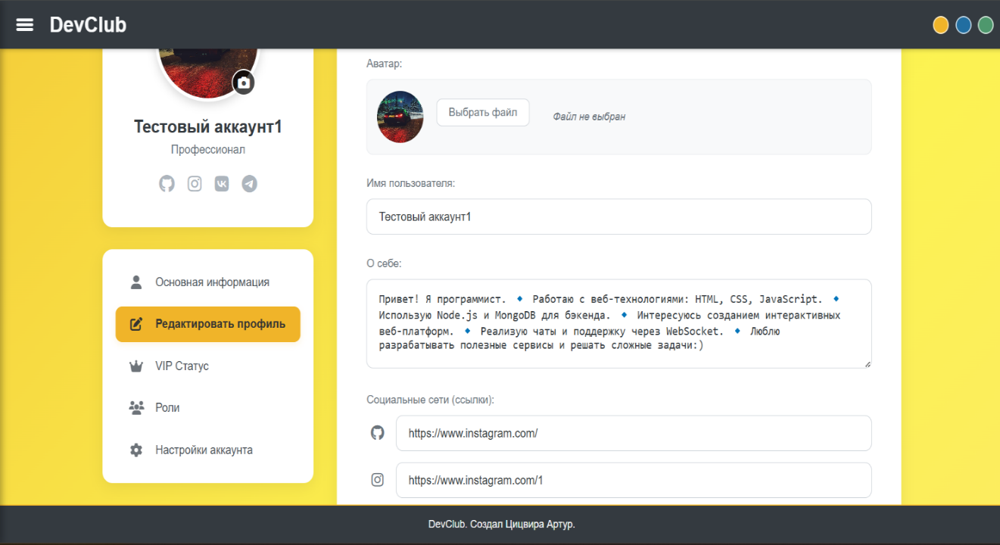 DevClub
Тестовый аккаунт1
Профессионал
Основная информация
Редактировать профиль
VIP Статус
Роли
Настройки аккаунта
Аватар:
Выбрать файл
Файл не выбран
Имя пользователя:
Тестовый аккаунт1
О себе:
Привет! Я программист. 🔹 Работаю с веб-технологиями: HTML, CSS, JavaScript. 🔹
Использую Node.js и MongoDB для бэкенда. 🔹 Интересуюсь созданием интерактивных
веб-платформ. 🔹 Реализую чаты и поддержку через WebSocket. 🔹 Люблю
разрабатывать полезные сервисы и решать сложные задачи:)
Социальные сети (ссылки):
https://www.instagram.com/
https://www.instagram.com/1
DevClub. Создал Цицвира Артур.